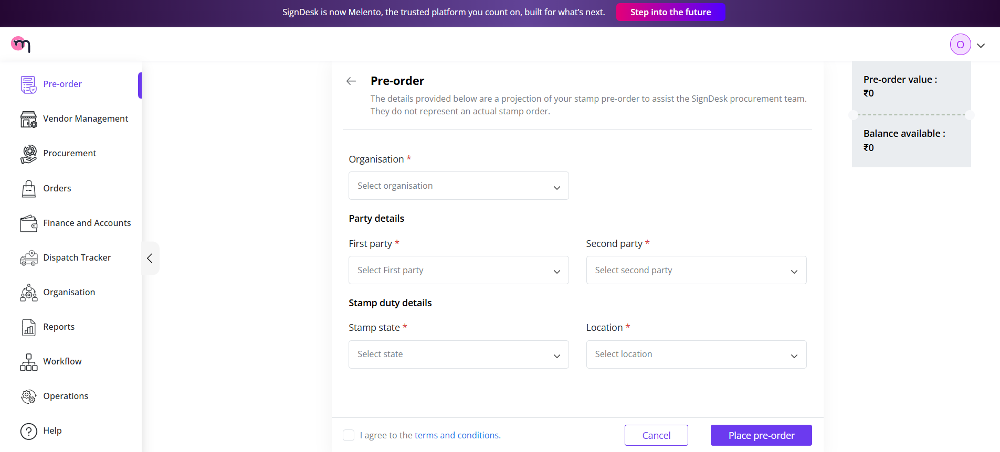 SignDesk is now Melento, the trusted platform you count on, built for what’s next.
Step into the future
O
Pre-order
Vendor Management
Procurement
Orders
Finance and Accounts
Dispatch Tracker
Organisation
Reports
Workflow
Operations
Help
Pre-order
The details provided below are a projection of your stamp pre-order to assist the SignDesk procurement team.
They do not represent an actual stamp order.
Organisation *
Select organisation
Party details
First party *
Second party *
Select First party
Select second party
Stamp duty details
Stamp state *
Location *
Select state
Select location
I agree to the terms and conditions.
Cancel
Place pre-order
Pre-order value :
₹0
Balance available :
₹0